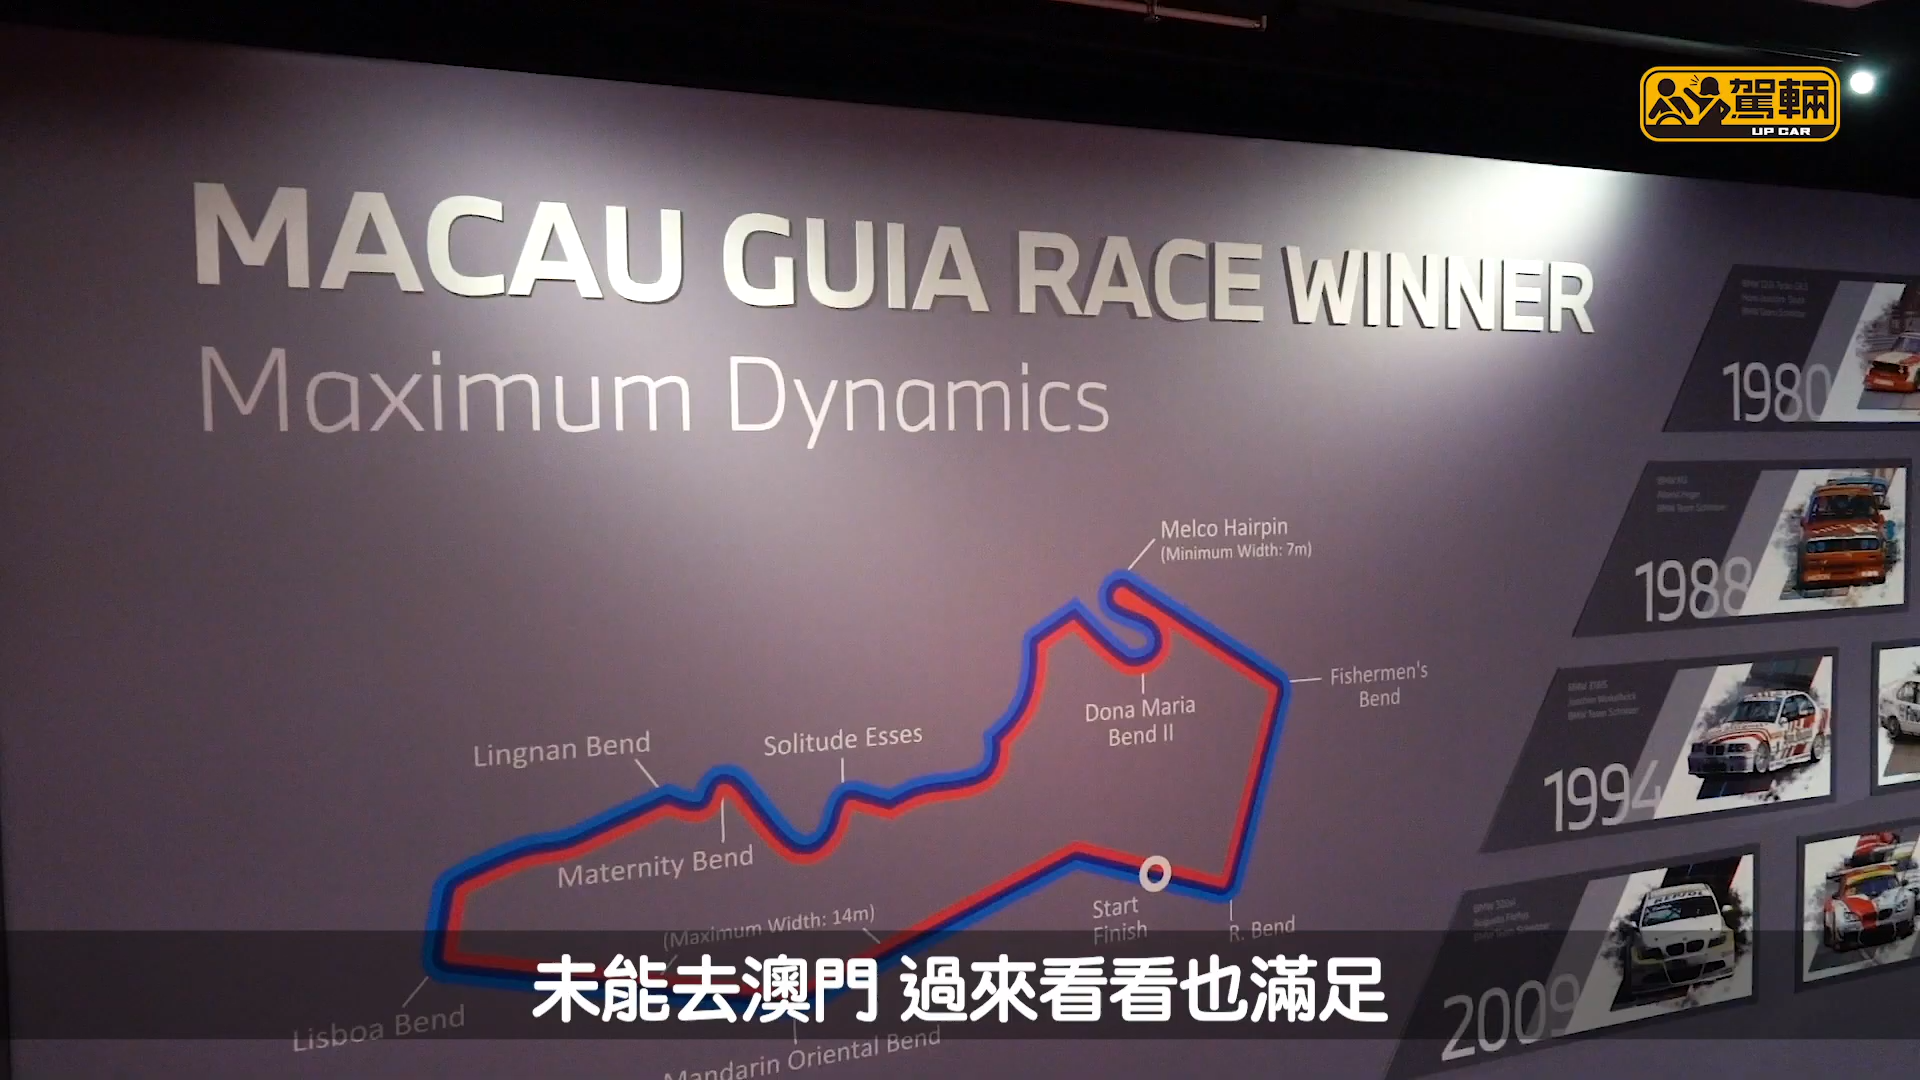 駕輛
UP CAR
MACAU GUIA RACE WINNER
Maximum Dynamics
1980
1988
1994
2009
Melco Hairpin
(Minimum Width: 7m)
Fishermen's
Bend
Dona Maria
Bend II
Solitude Esses
Lingnan Bend
Maternity Bend
(Maximum Width: 14m)
Start
Finish
R. Bend
Lisboa Bend
Mandarin Oriental Bend
未能去澳門 過來看看也滿足